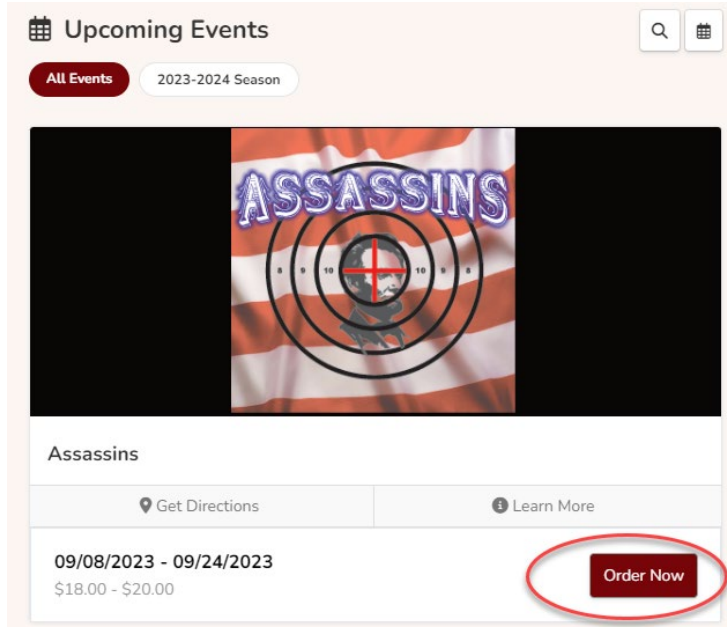 Upcoming Events
All Events
2023-2024 Season
ASSASSINS
8 9 10 10 9 8
Assassins
Get Directions
Learn More
09/08/2023 - 09/24/2023
$18.00 - $20.00
Order Now